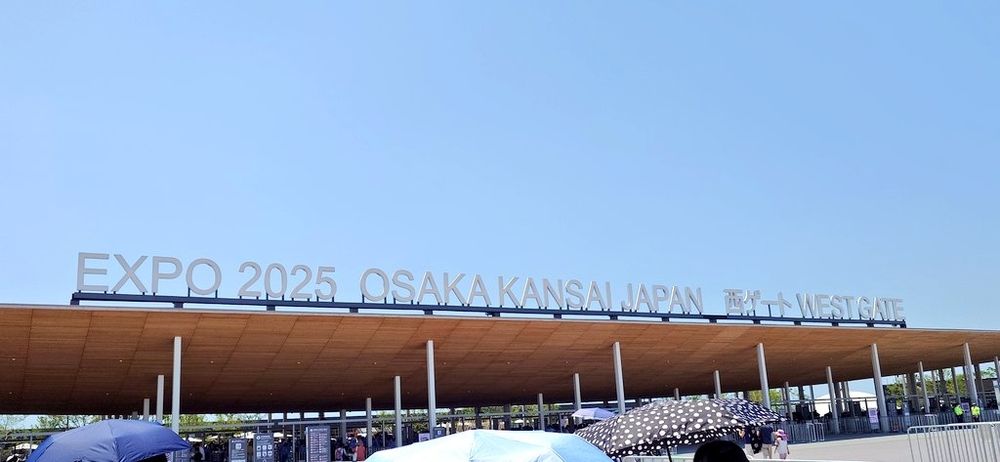 EXPO 2025 OSAKA KANSAI JAPAN 西ゲート WEST GATE